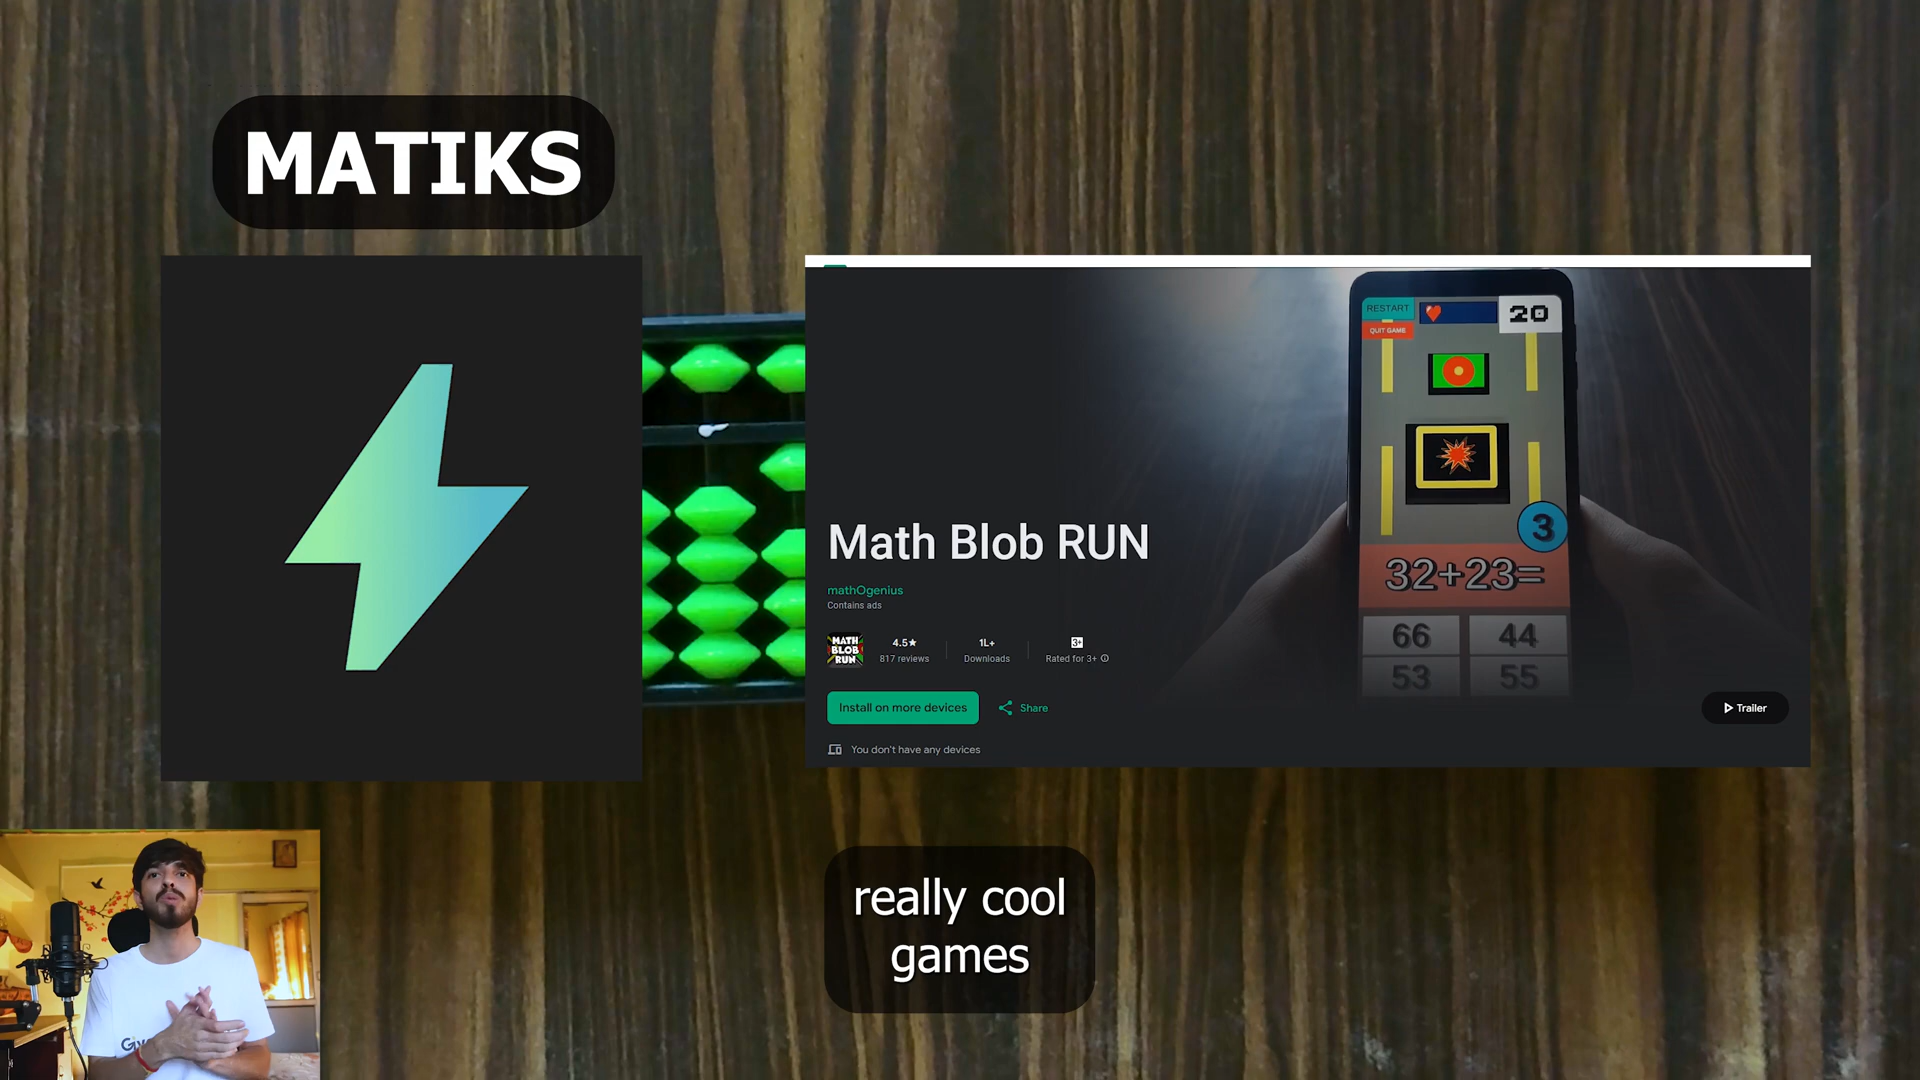 MATIKS
RESTART
20
QUIT GAME
3
32+23=
66 44
53 55
Math Blob RUN
mathOgenius
Contains ads
MATH
BLOB
RUN
4.5★ 1L+ 3+
817 reviews Downloads Rated for 3+
Install on more devices Share
Trailer
You don't have any devices
really cool
games